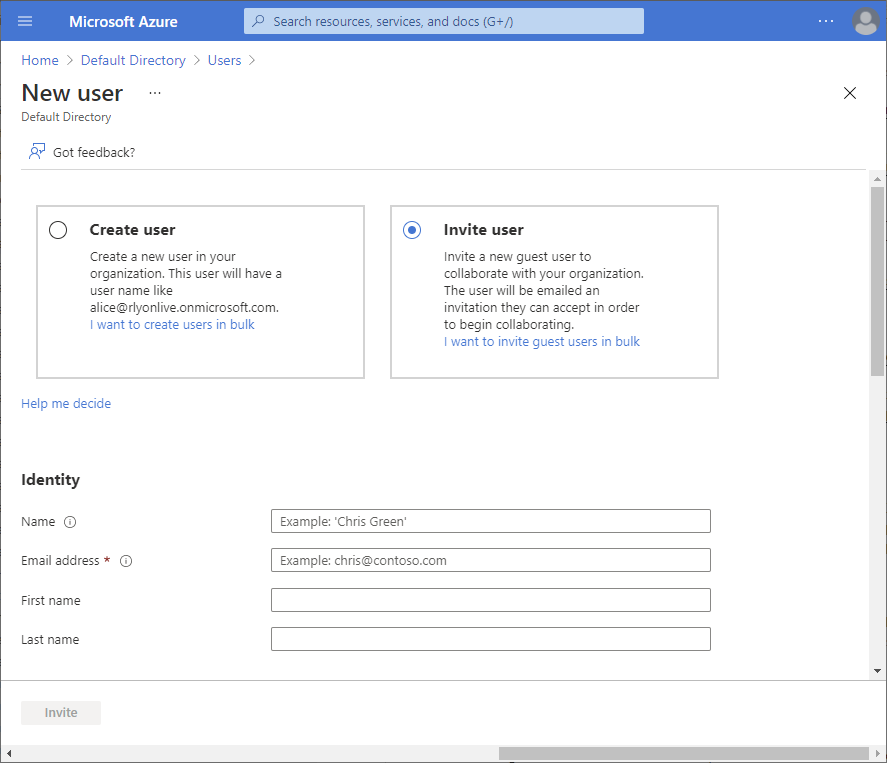 Microsoft Azure
Search resources, services, and docs (G+/)
...
Home > Default Directory > Users >
New user ...
Default Directory
Got feedback?
Create user
Create a new user in your
organization. This user will have a
user name like
alice@rlyonlive.onmicrosoft.com.
I want to create users in bulk
Invite user
Invite a new guest user to
collaborate with your organization.
The user will be emailed an
invitation they can accept in order
to begin collaborating.
I want to invite guest users in bulk
Help me decide
Identity
Name
Example: 'Chris Green'
Email address *
Example: chris@contoso.com
First name
Last name
Invite